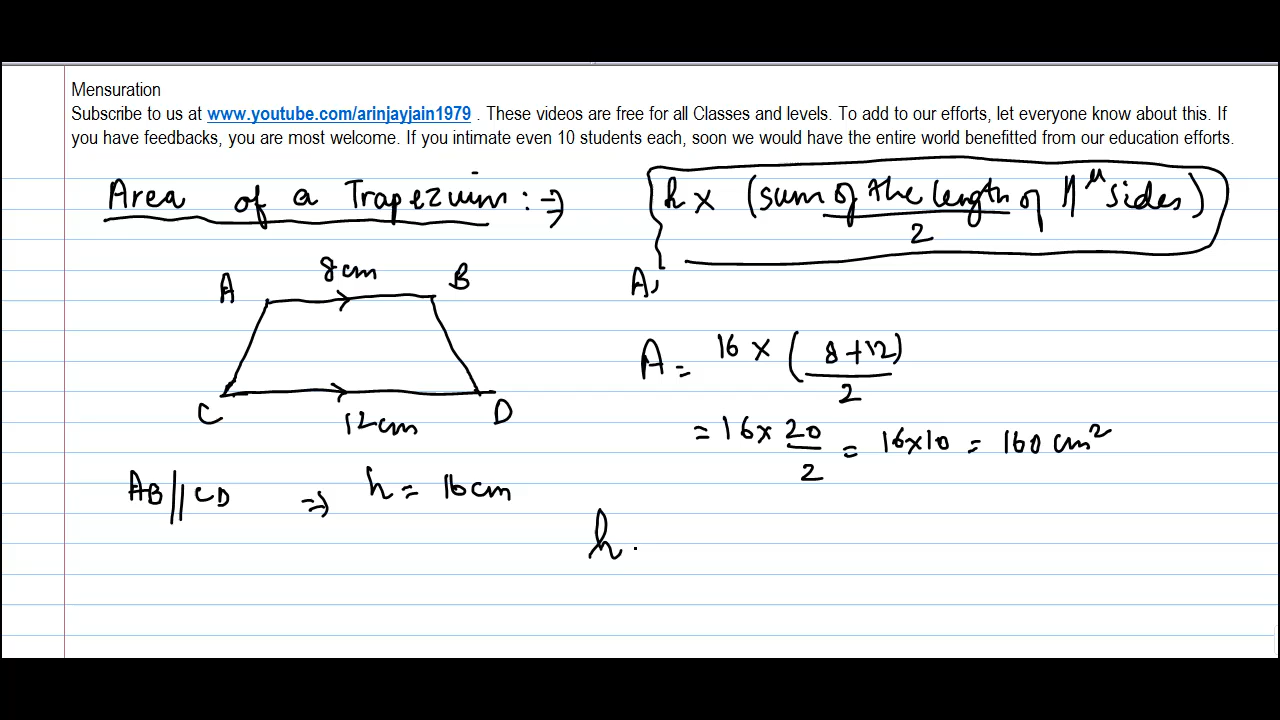 Mensuration
Subscribe to us at www.youtube.com/arinjayjain1979 . These videos are free for all Classes and levels. To add to our efforts, let everyone know about this. If
you have feedbacks, you are most welcome. If you intimate even 10 students each, soon we would have the entire world benefitted from our education efforts.
Area of a Trapezuim :⇒
h x (sum of the length of ||ˡˡ sides)
2
A,
A 8cm B
C 12cm D
A = 16 x (8+12)
2
= 16 x 20/2 = 16x10 = 160 cm²
AB||CD ⇒ h = 16cm
h.